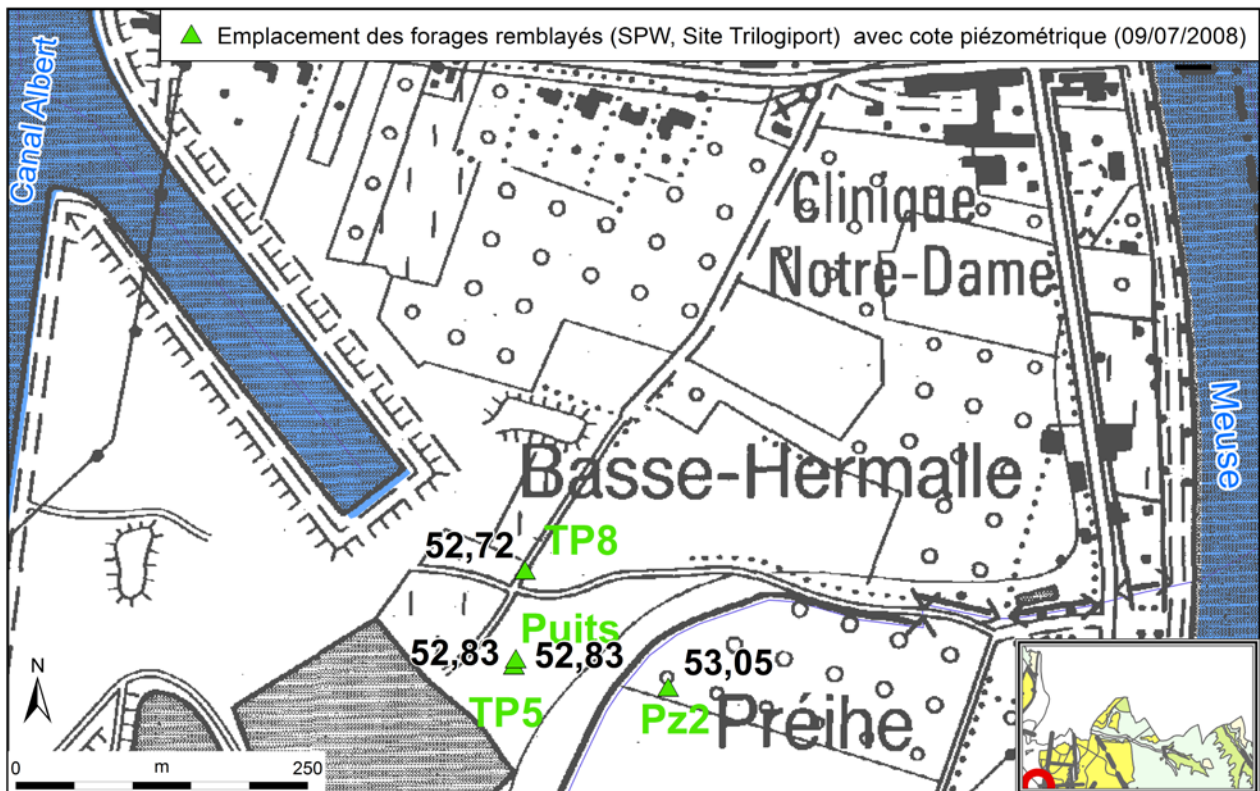 Emplacement des forages remblayés (SPW, Site Trilogiport) avec cote piézométrique (09/07/2008)
Canal Albert
Clinique
Notre-Dame
Meuse
Basse-Hermalle
52,72
TP8
Puits
52,83
52,83
53,05
TP5
Pz2
Préihe
N
0 m 250